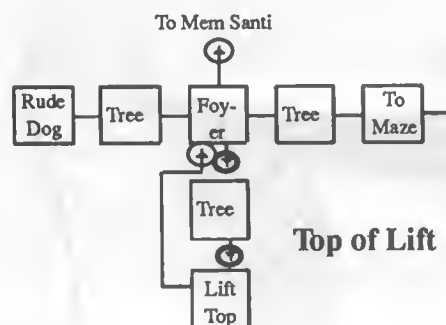 To Mem Santi
Rude
Dog
Tree
Foy-
er
Tree
To
Maze
Tree
Top of Lift
Lift
Top